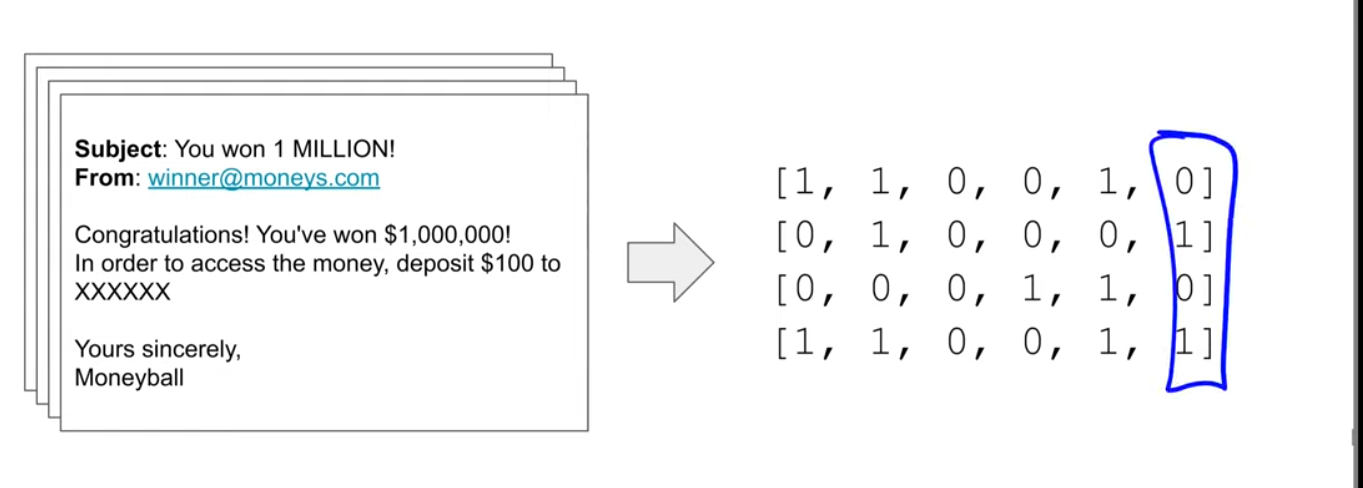 Subject: You won 1 MILLION!
From: winner@moneys.com
Congratulations! You've won $1,000,000!
In order to access the money, deposit $100 to
XXXXXX
Yours sincerely,
Moneyball
[1, 1, 0, 0, 1, 0]
[0, 1, 0, 0, 0, 1]
[0, 0, 0, 1, 1, 0]
[1, 1, 0, 0, 1, 1]